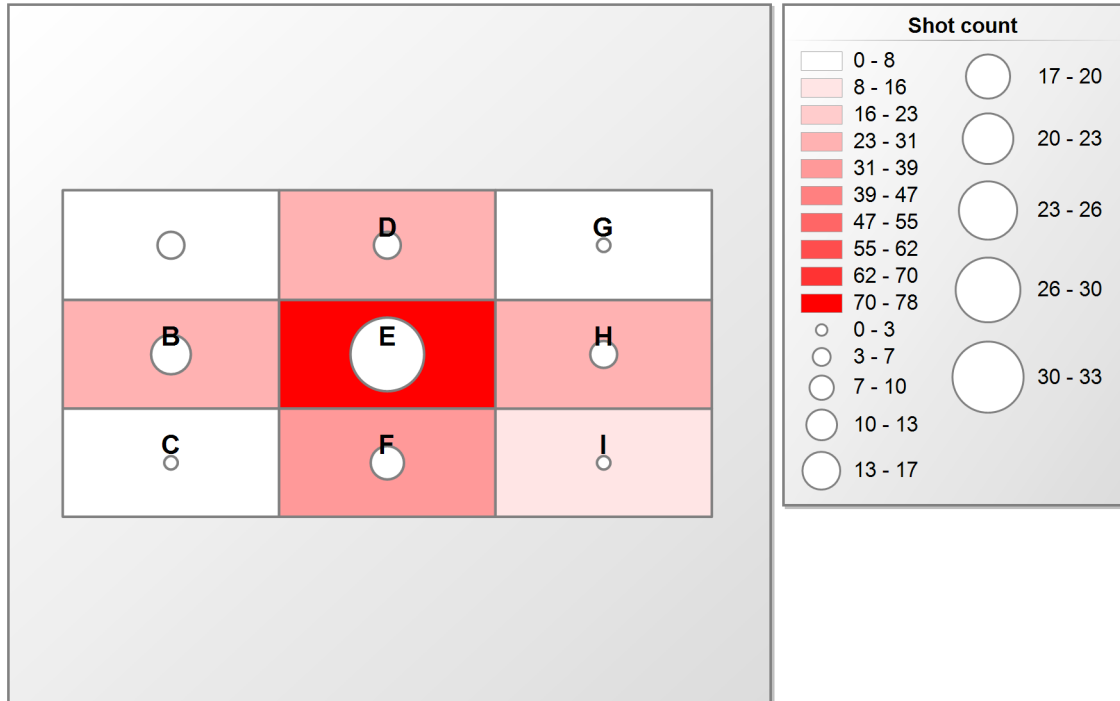 Shot count
0 - 8
8 - 16
16 - 23
23 - 31
31 - 39
39 - 47
47 - 55
55 - 62
62 - 70
70 - 78
0 - 3
3 - 7
7 - 10
10 - 13
13 - 17
17 - 20
20 - 23
23 - 26
26 - 30
30 - 33
D
G
B
E
H
C
F
I